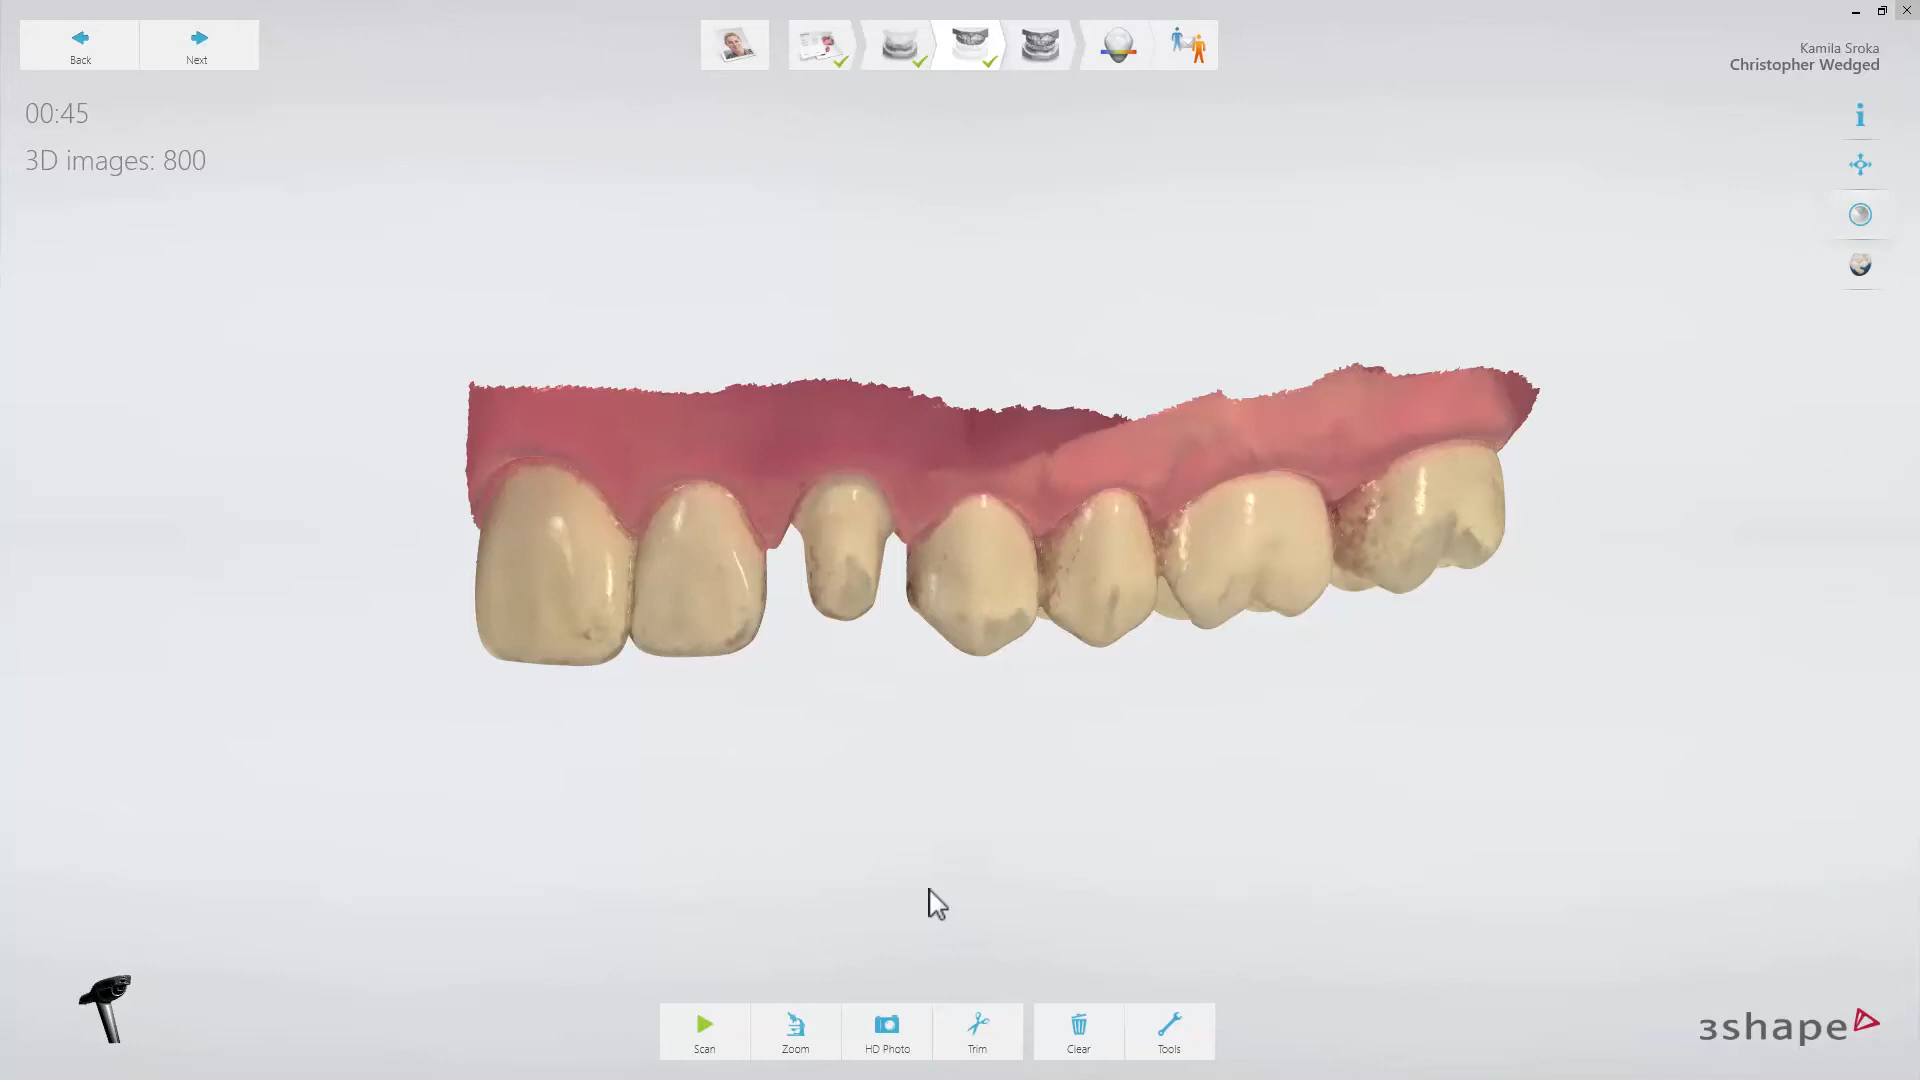 Back
Next
Kamila Sroka
Christopher Wedged
00:45
3D images: 800
Scan
Zoom
HD Photo
Trim
Clear
Tools
3shape